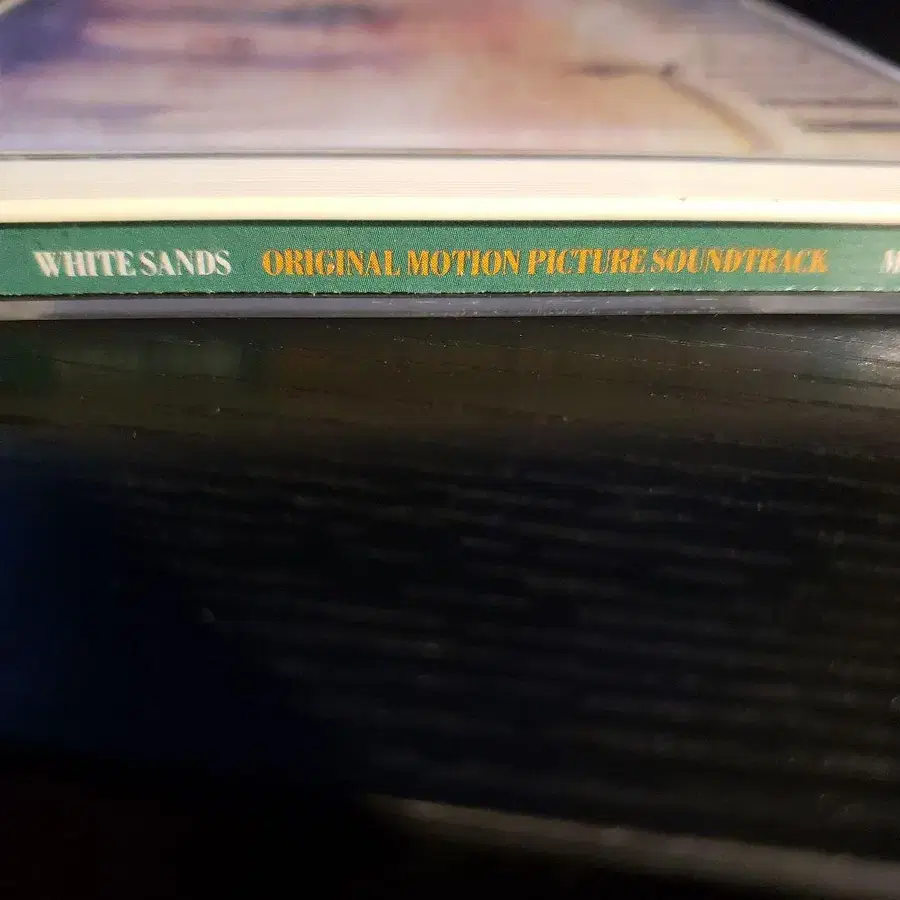 WHITE SANDS ORIGINAL MOTION PICTURE SOUNDTRACK